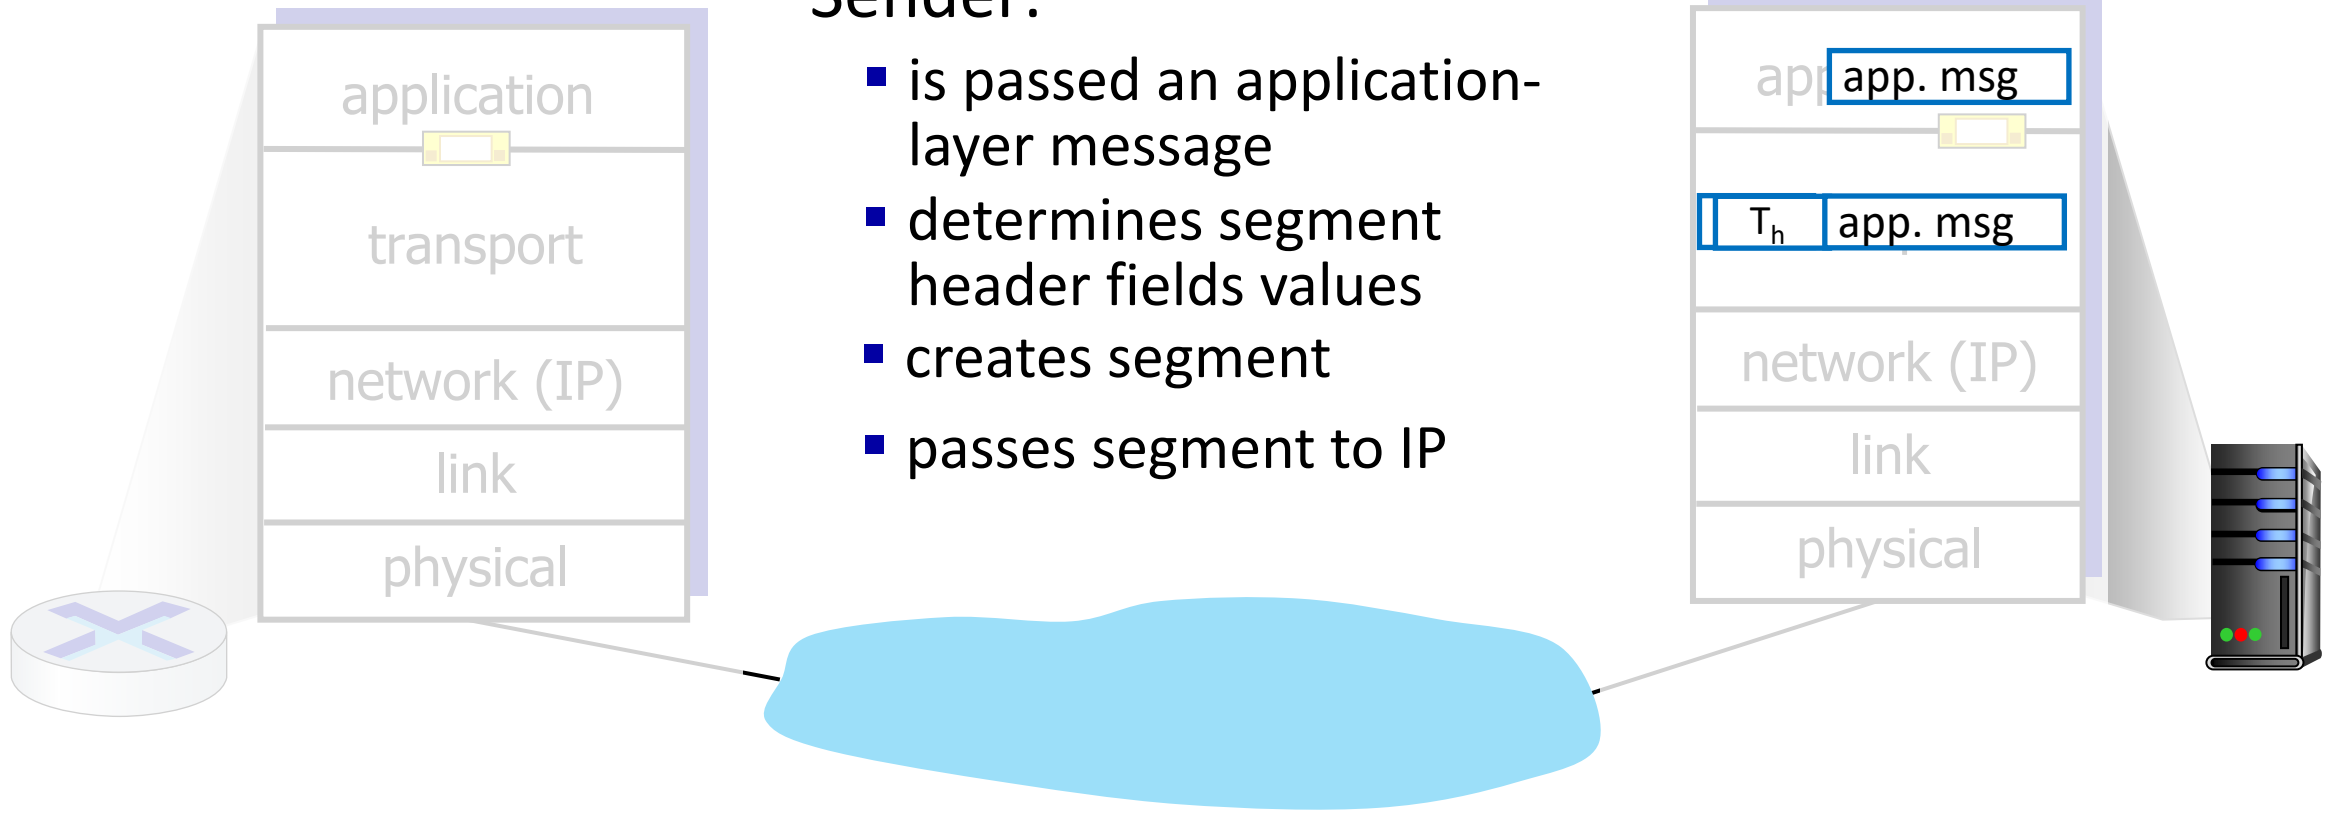 application
transport
network (IP)
link
physical
Sender:
is passed an application-
layer message
determines segment
header fields values
creates segment
passes segment to IP
app. msg
Th app. msg
network (IP)
link
physical